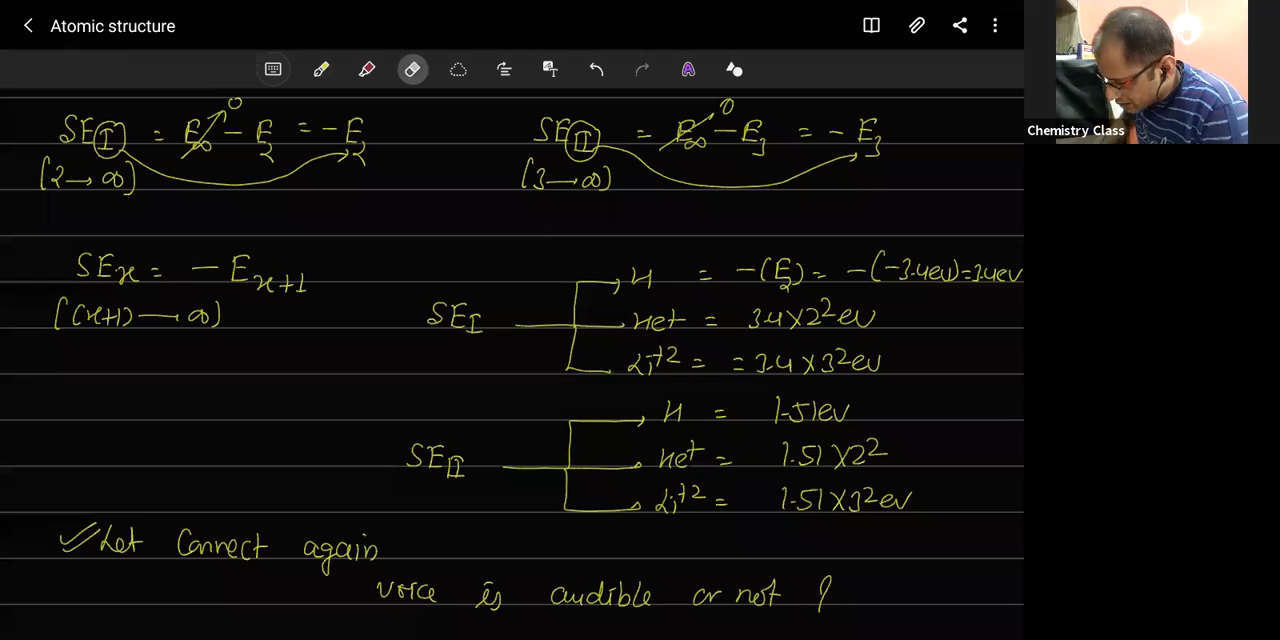 Atomic structure
Chemistry Class
SE(I) = E∞ 0 - E2 = - E2
[2 → ∞)
SE(II) = E∞ 0 - E3 = - E3
[3 → ∞)
SEx = - Ex+1
[(x+1) → ∞)
SEI
H = -(E2) = -(-3.4ev)=3.4ev
He+ = 3.4 X 2² ev
Li+2 = = 3.4 X 3² ev
SEII
H = 1.51ev
He+ = 1.51 X 2²
Li+2 = 1.51 X 3² ev
✓ Let Connect again
voice is audible or not ?